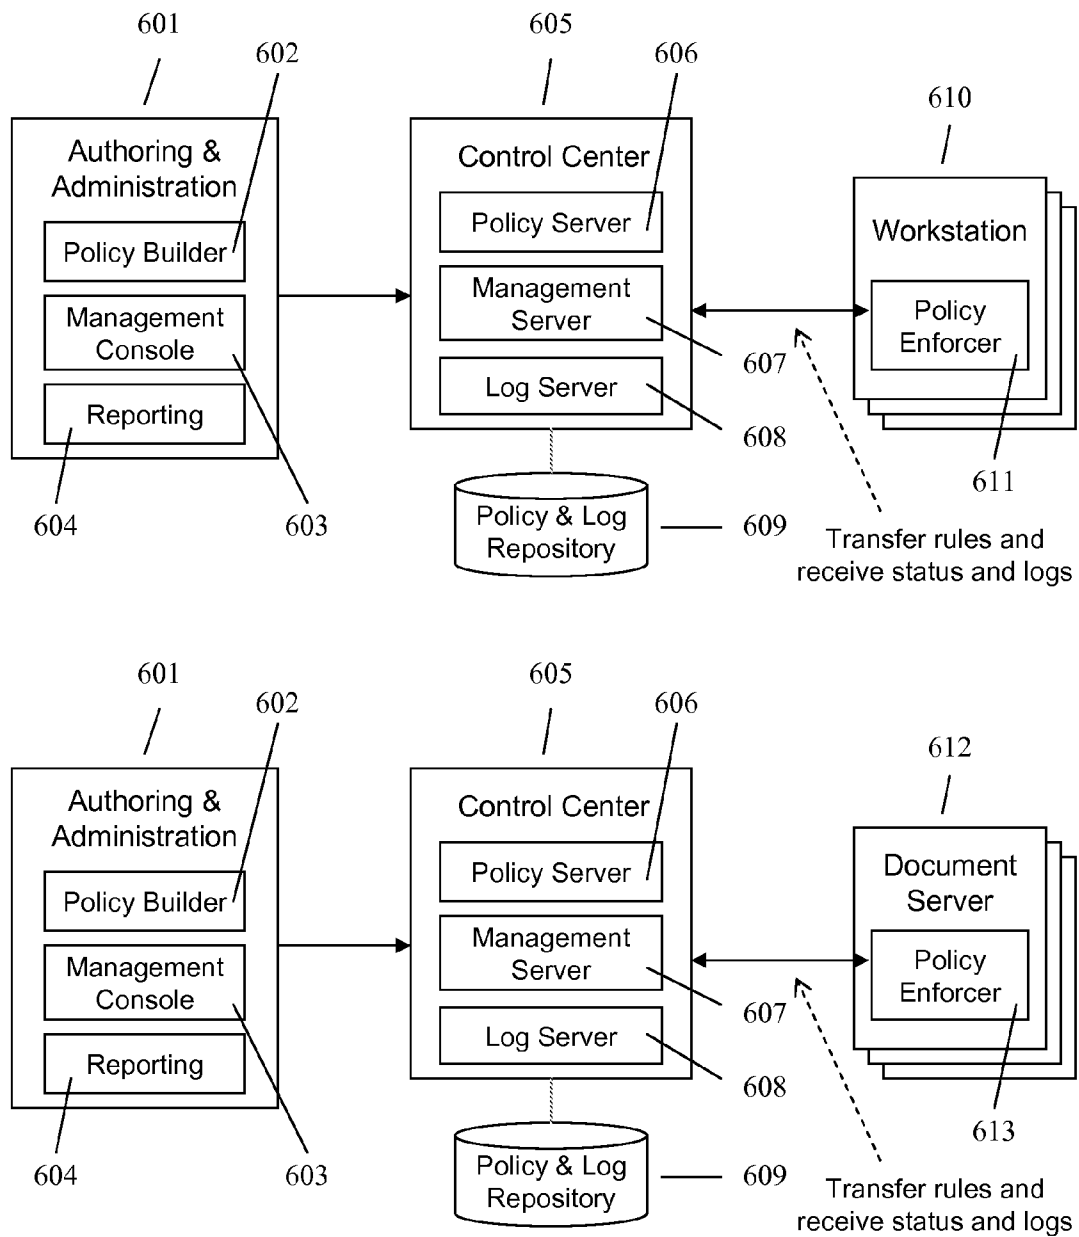 601
605
602
606
610
Authoring &
Administration
Policy Builder
Management
Console
Reporting
604
603
Control Center
Policy Server
Management
Server
Log Server
607
608
Policy & Log
Repository
609
Workstation
Policy
Enforcer
611
Transfer rules and
receive status and logs
601
605
602
606
612
Authoring &
Administration
Policy Builder
Management
Console
Reporting
604
603
Control Center
Policy Server
Management
Server
Log Server
607
608
Policy & Log
Repository
609
Document
Server
Policy
Enforcer
613
Transfer rules and
receive status and logs